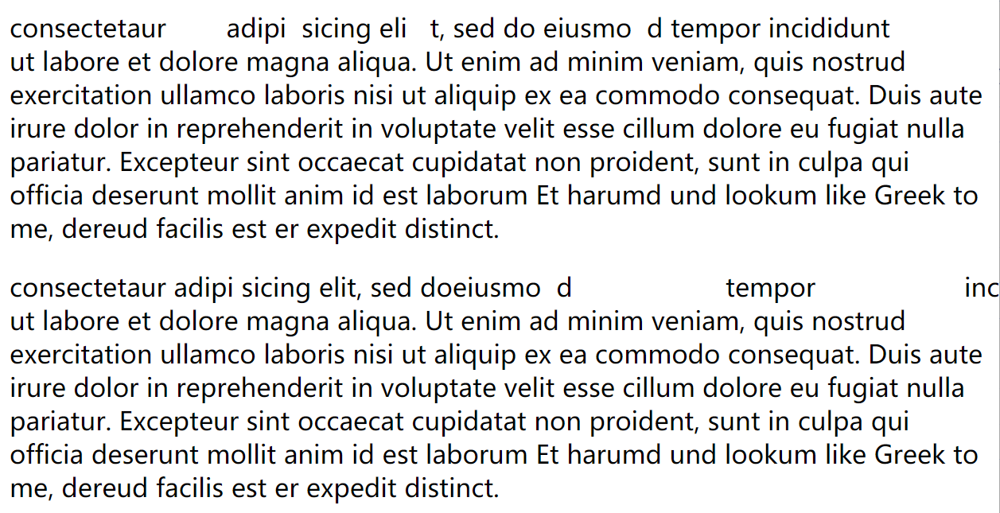 consectetaur        adipi  sicing eli   t, sed do eiusmo  d tempor incididunt
ut labore et dolore magna aliqua. Ut enim ad minim veniam, quis nostrud
exercitation ullamco laboris nisi ut aliquip ex ea commodo consequat. Duis aute
irure dolor in reprehenderit in voluptate velit esse cillum dolore eu fugiat nulla
pariatur. Excepteur sint occaecat cupidatat non proident, sunt in culpa qui
officia deserunt mollit anim id est laborum Et harumd und lookum like Greek to
me, dereud facilis est er expedit distinct.

consectetaur adipi sicing elit, sed doeiusmo  d                    tempor                    inc
ut labore et dolore magna aliqua. Ut enim ad minim veniam, quis nostrud
exercitation ullamco laboris nisi ut aliquip ex ea commodo consequat. Duis aute
irure dolor in reprehenderit in voluptate velit esse cillum dolore eu fugiat nulla
pariatur. Excepteur sint occaecat cupidatat non proident, sunt in culpa qui
officia deserunt mollit anim id est laborum Et harumd und lookum like Greek to
me, dereud facilis est er expedit distinct.